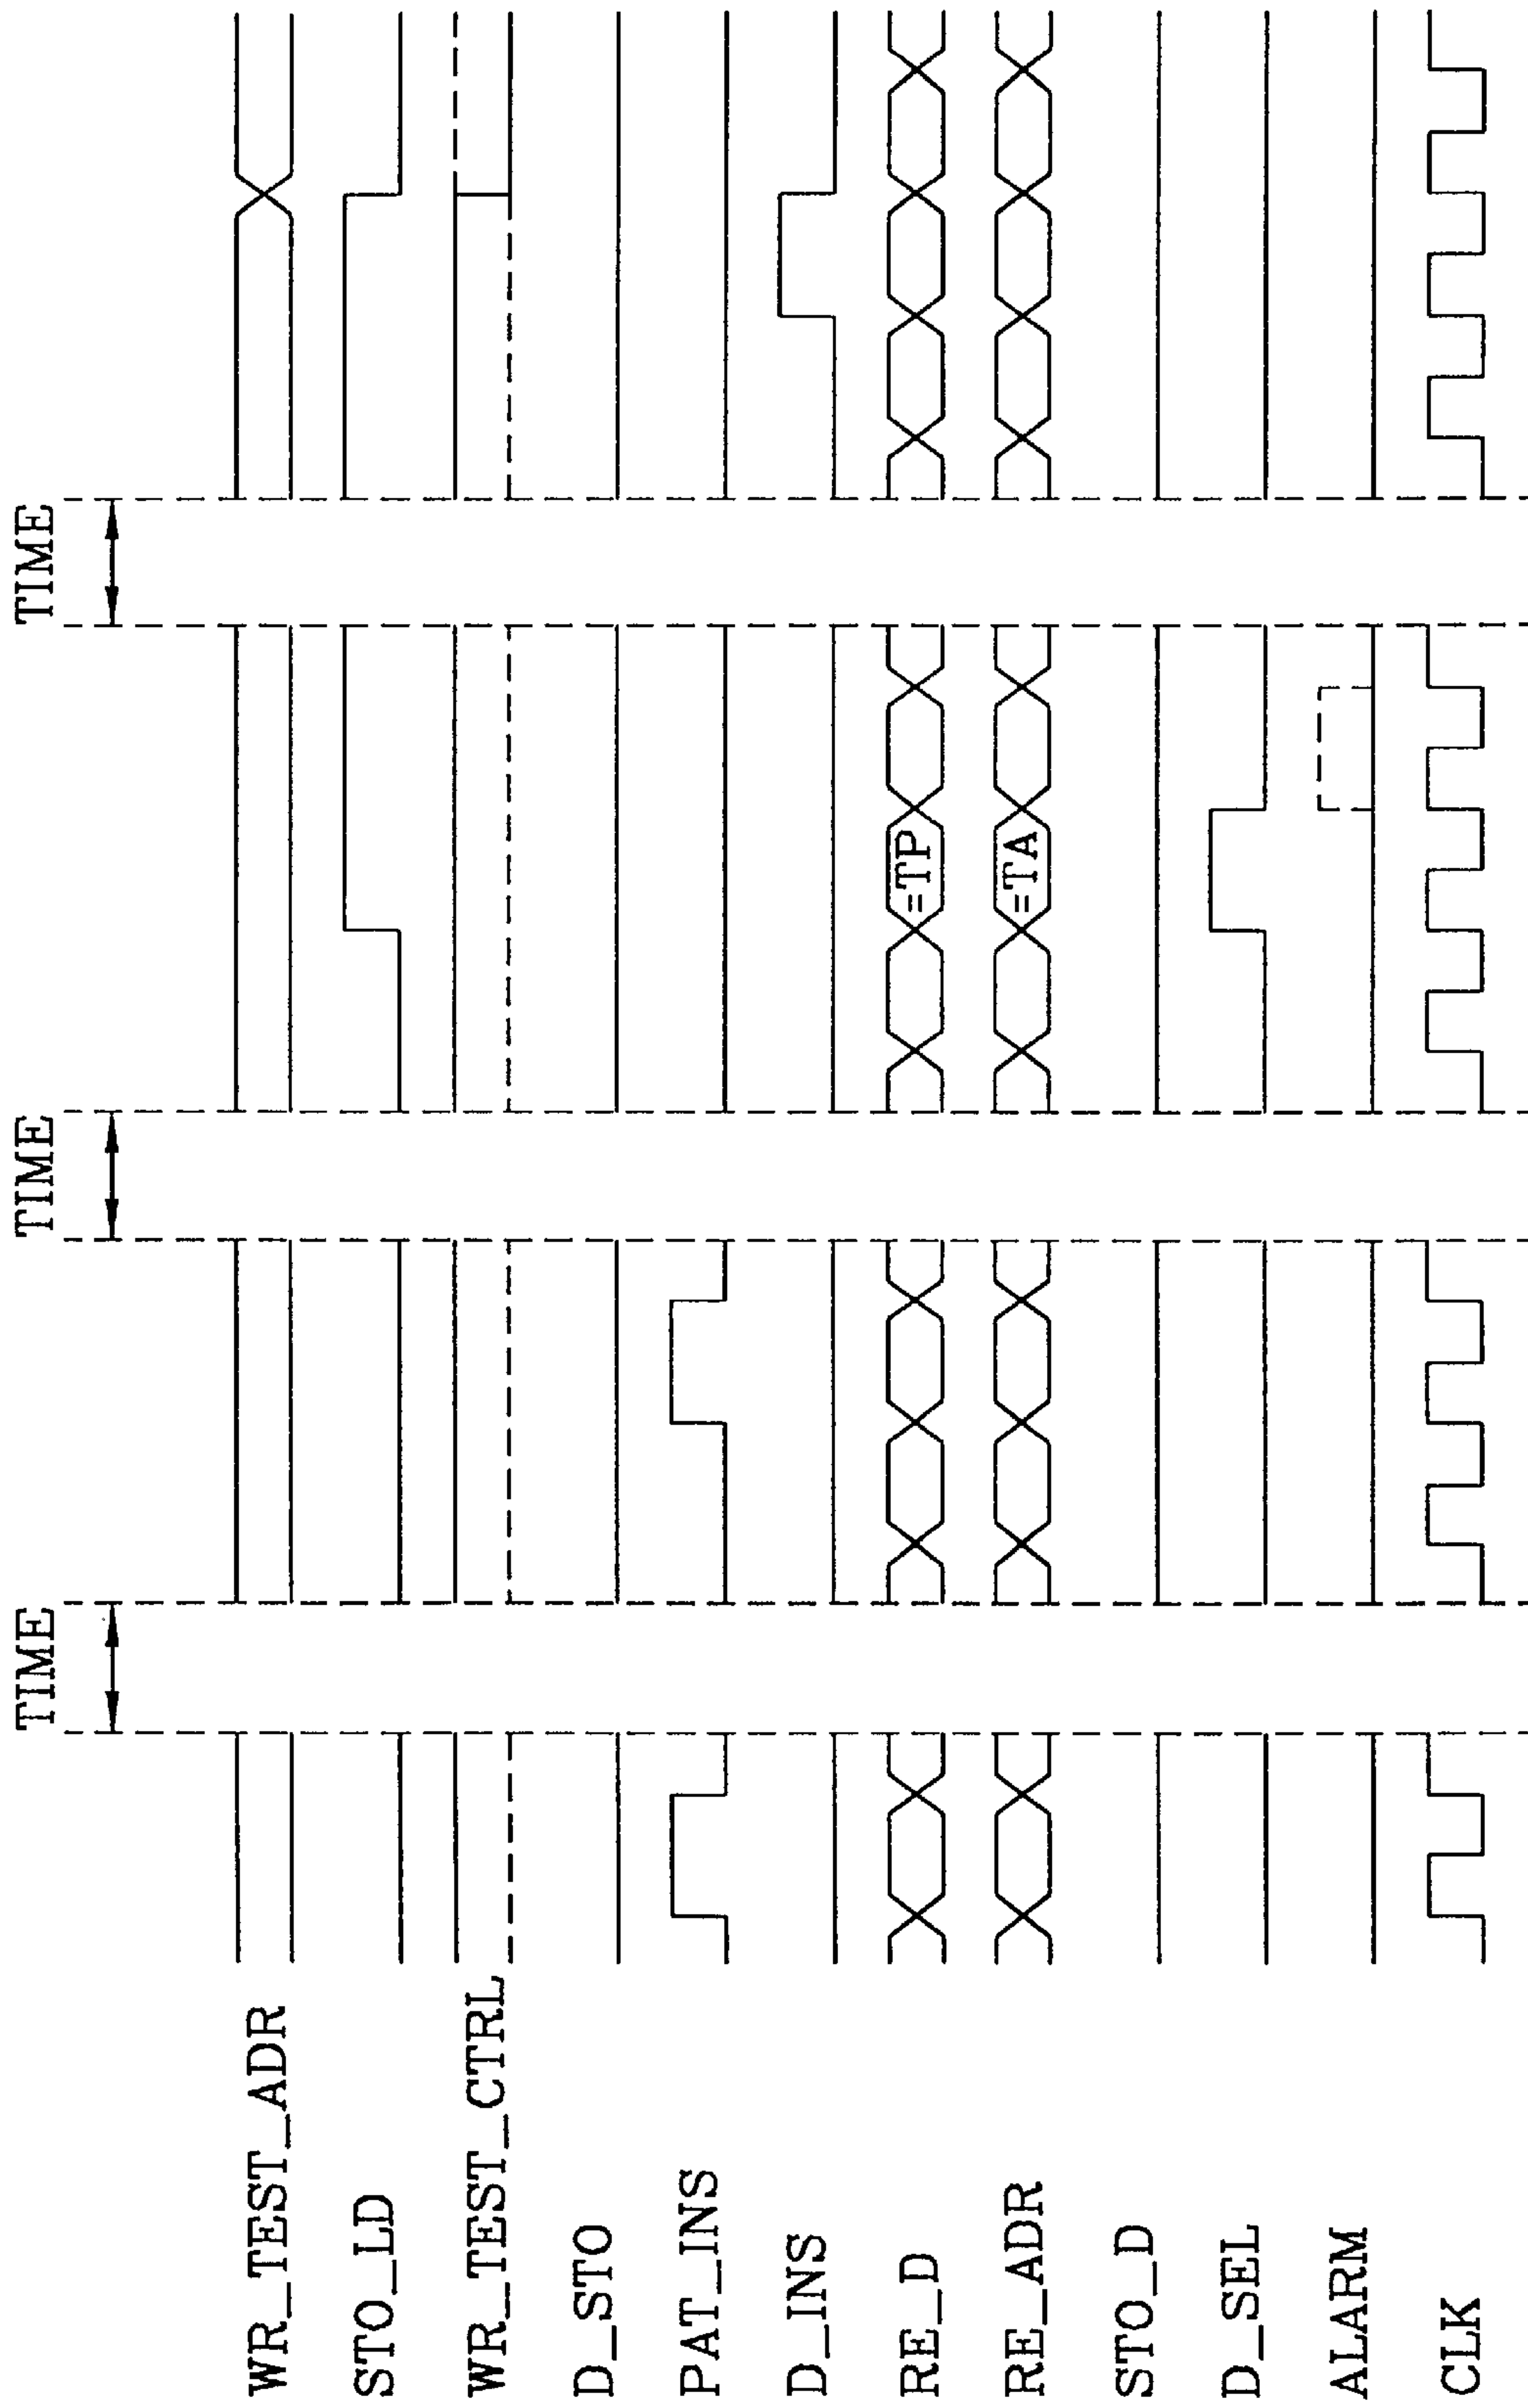 TIME
TIME
TIME
WR_TEST_ADR
STO_LD
WR_TEST_CTRL
D_STO
PAT_INS
D_INS
RE_D
=TP
RE_ADR
=TA
STO_D
D_SEL
ALARM
CLK